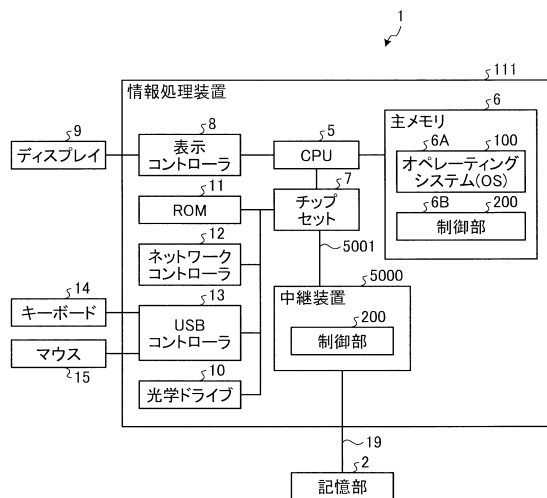 1
111
情報処理装置
9
ディスプレイ
8
表示
コントローラ
5
CPU
6
主メモリ
6A
100
オペレーティング
システム(OS)
6B
200
制御部
7
チップ
セット
11
ROM
12
ネットワーク
コントローラ
5001
5000
中継装置
200
制御部
14
キーボード
13
USB
コントローラ
マウス
15
10
光学ドライブ
19
2
記憶部